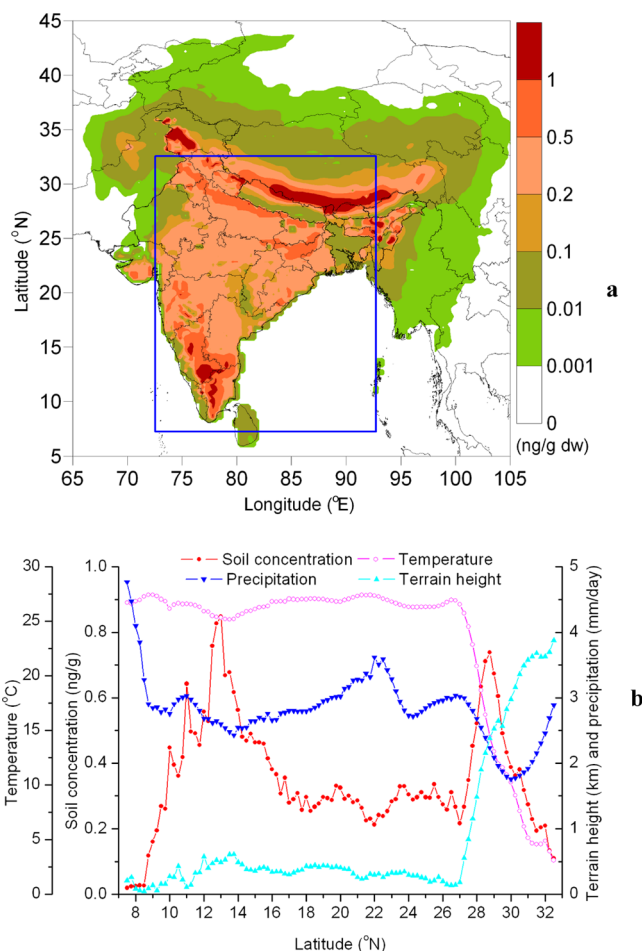 45
40
35
30
25
20
15
10
5
Latitude (°N)
65 70 75 80 85 90 95 100 105
Longitude (°E)
1
0.5
0.2
0.1
0.01
0.001
0
(ng/g dw)
a
Soil concentration Temperature
Precipitation Terrain height
30
25
20
15
10
5
0
Temperature (°C)
1.0
0.8
0.6
0.4
0.2
0.0
Soil concentration (ng/g)
5
4
3
2
1
0
Terrain height (km) and precipitation (mm/day)
b
8 10 12 14 16 18 20 22 24 26 28 30 32
Latitude (°N)